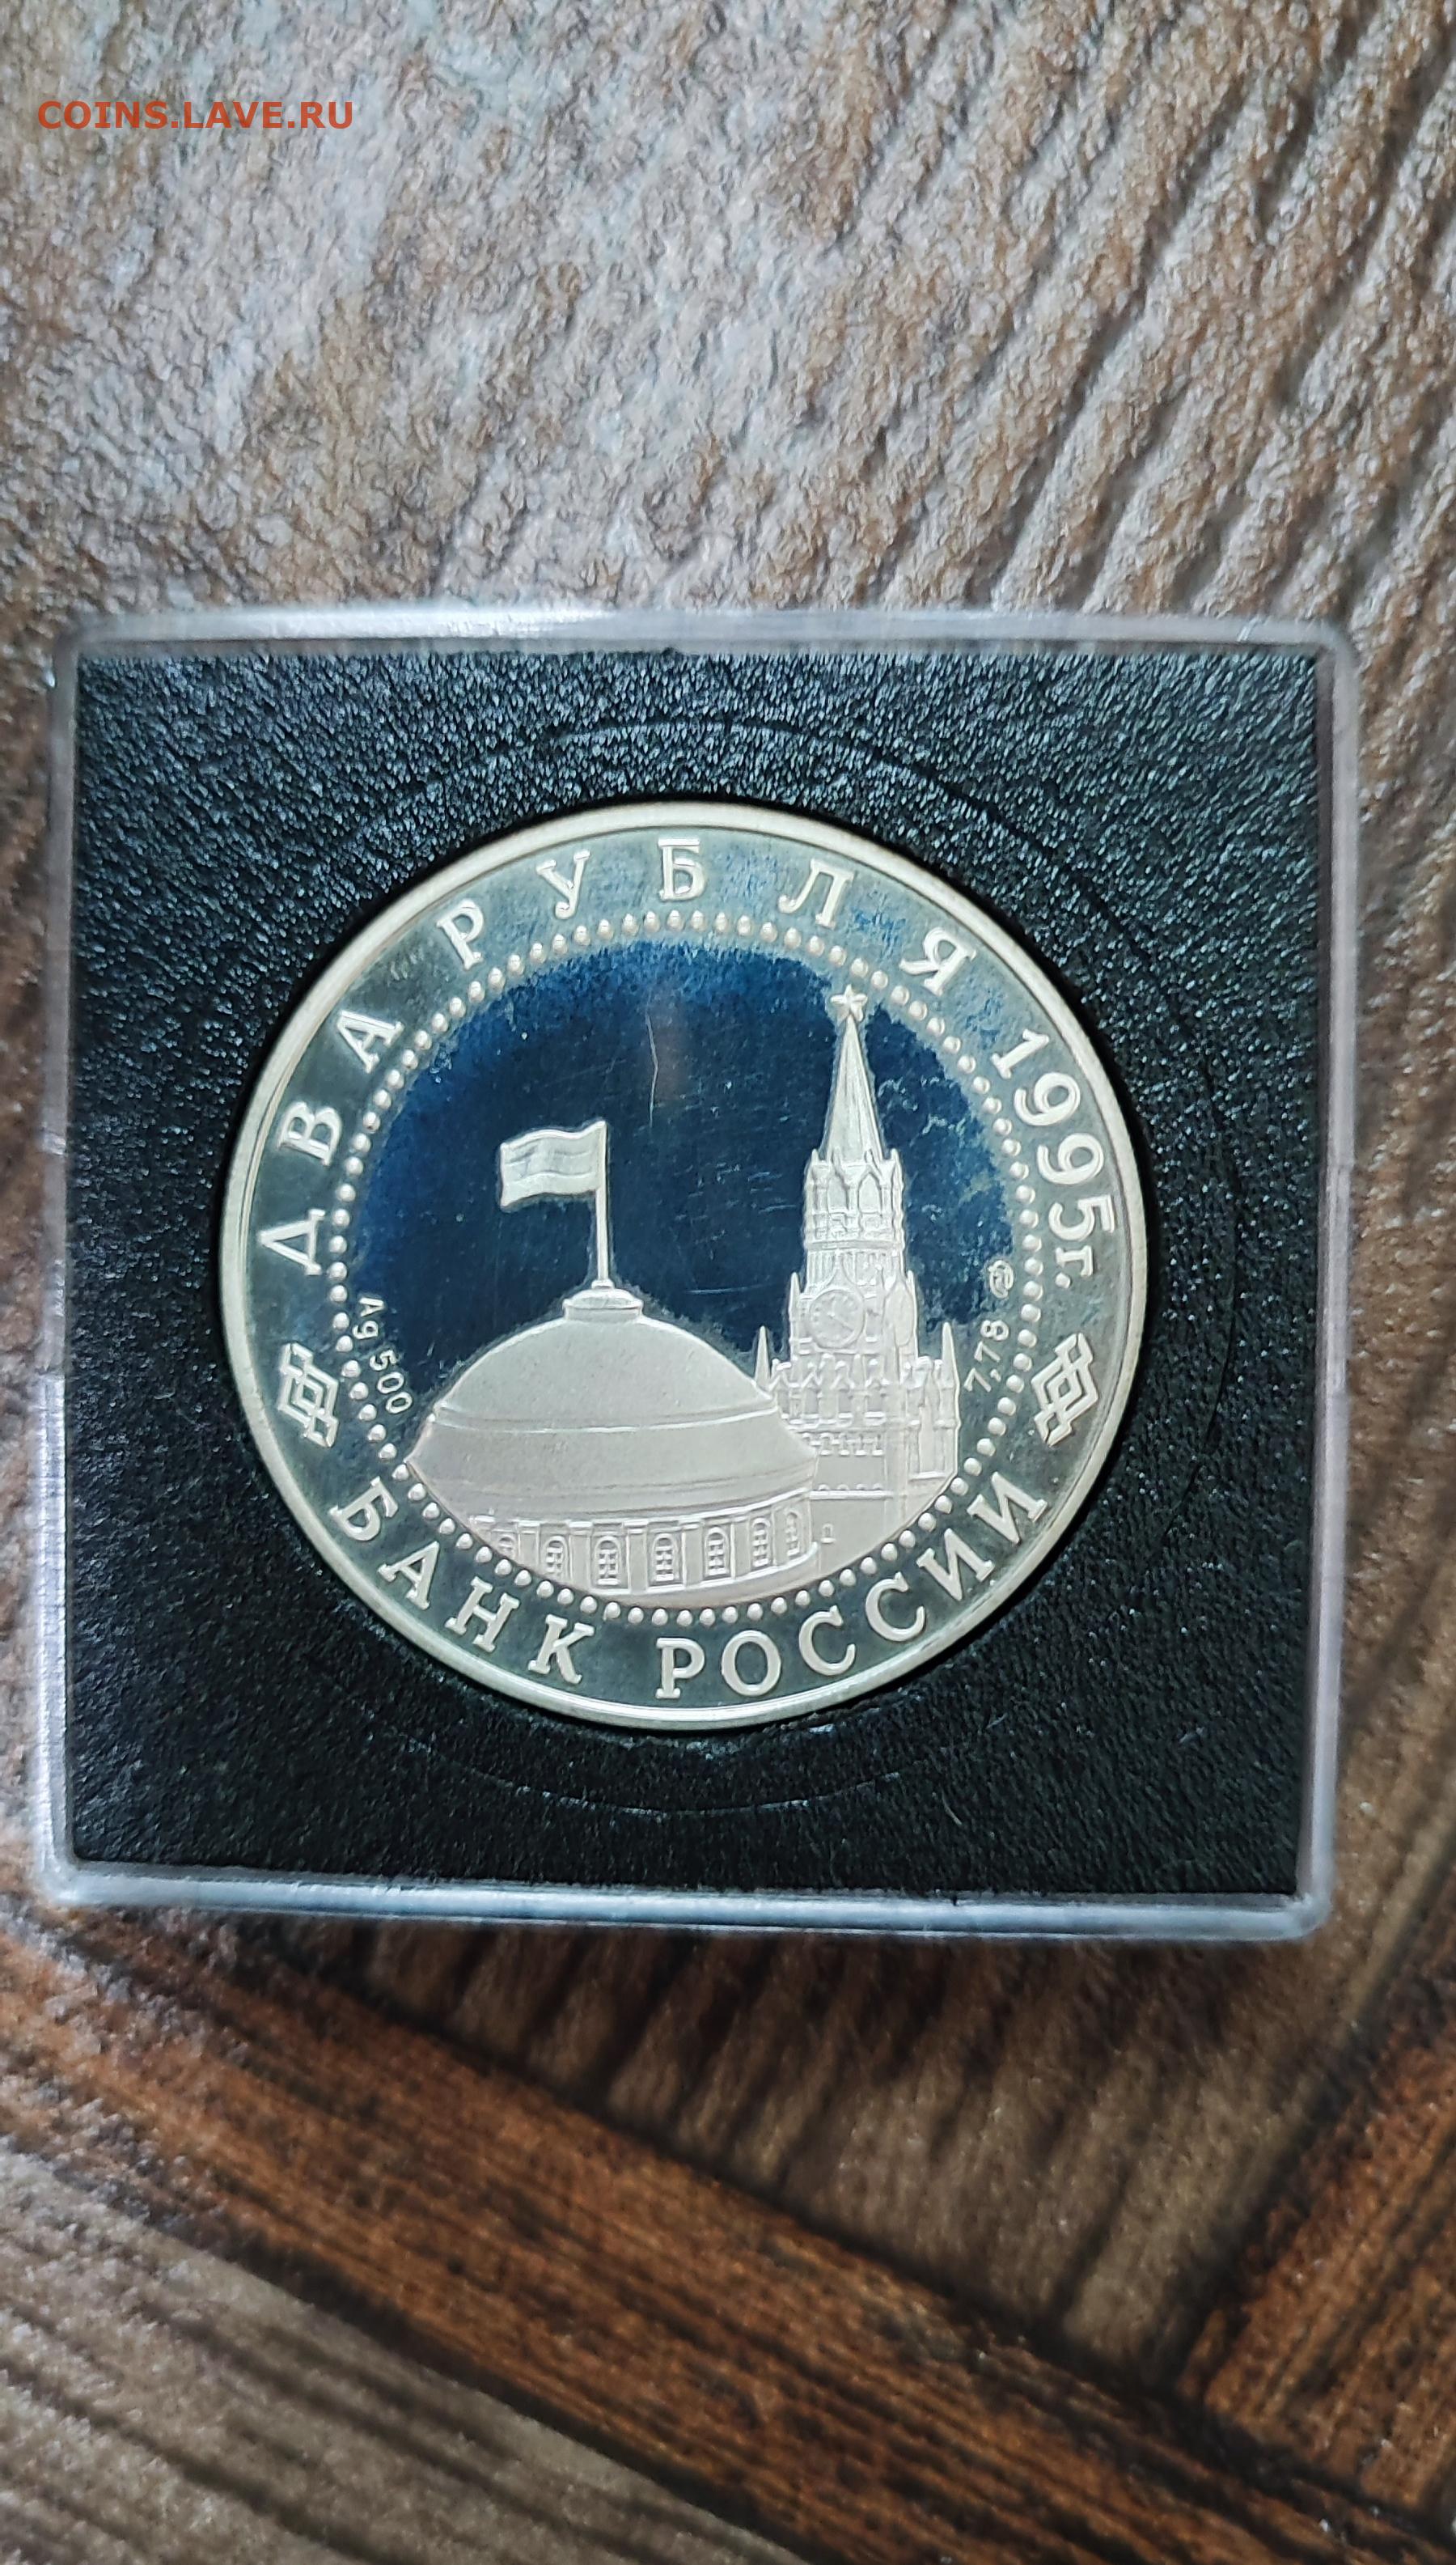 COINS.LAVE.RU
ДВА РУБЛЯ 1995г.
Ag 500
7,78
БАНК РОССИИ